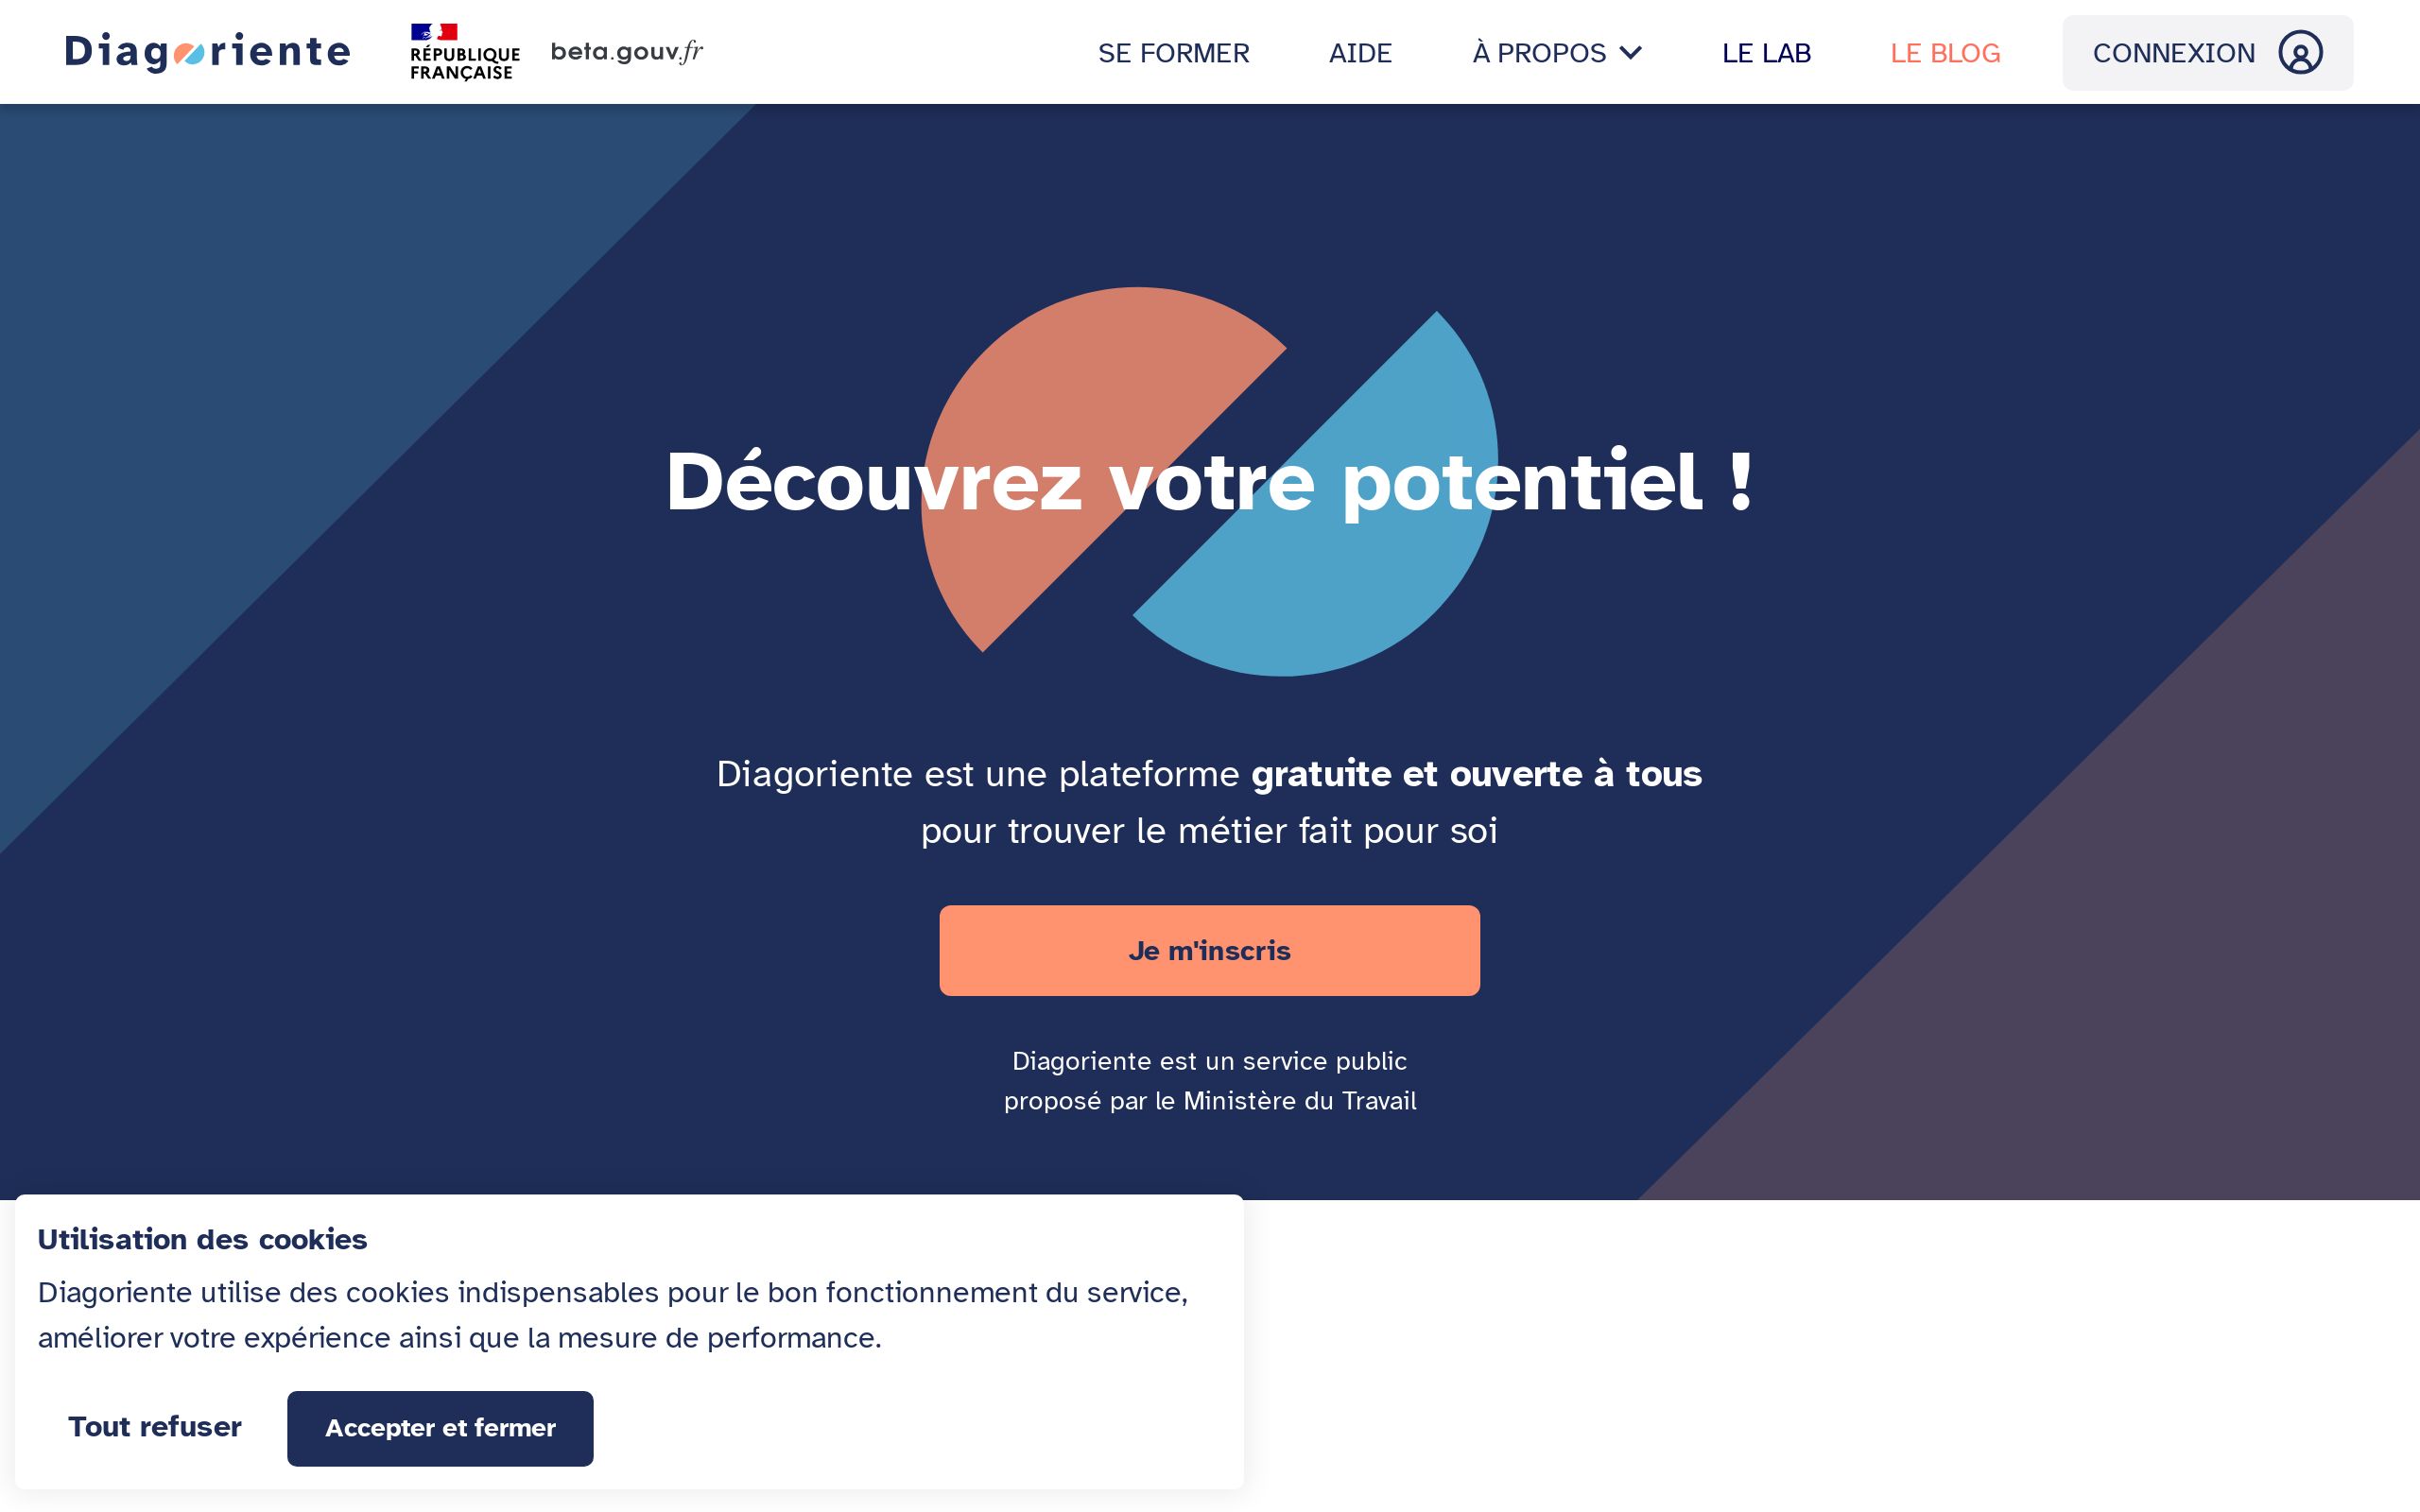 Diagoriente
RÉPUBLIQUE
FRANÇAISE
beta.gouv.fr
SE FORMER
AIDE
À PROPOS
LE LAB
LE BLOG
CONNEXION
Découvrez votre potentiel !
Diagoriente est une plateforme gratuite et ouverte à tous
pour trouver le métier fait pour soi
Je m'inscris
Diagoriente est un service public
proposé par le Ministère du Travail
Utilisation des cookies
Diagoriente utilise des cookies indispensables pour le bon fonctionnement du service,
améliorer votre expérience ainsi que la mesure de performance.
Tout refuser
Accepter et fermer